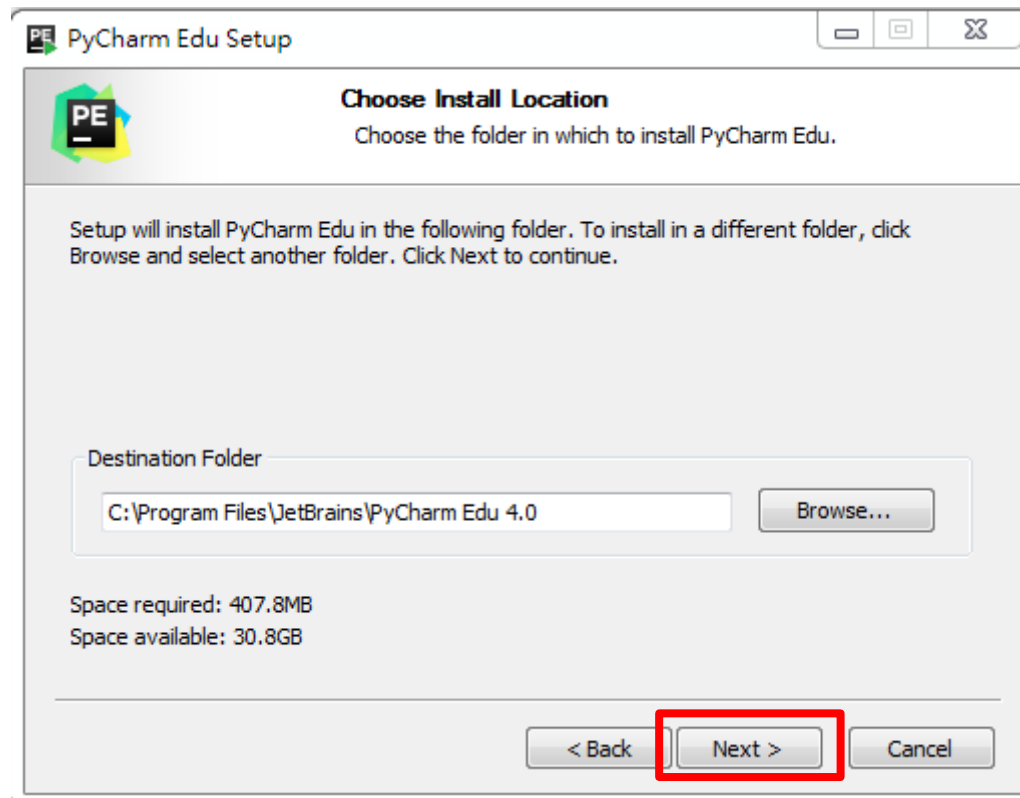 PE PyCharm Edu Setup
PE
Choose Install Location
Choose the folder in which to install PyCharm Edu.
Setup will install PyCharm Edu in the following folder. To install in a different folder, click
Browse and select another folder. Click Next to continue.
Destination Folder
C:\Program Files\JetBrains\PyCharm Edu 4.0
Browse...
Space required: 407.8MB
Space available: 30.8GB
< Back Next > Cancel